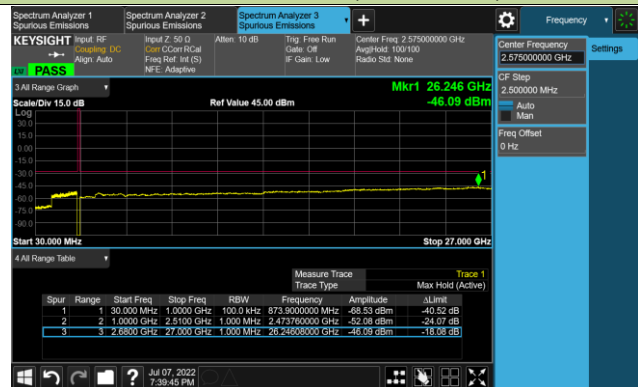 Spectrum Analyzer 1
Spurious Emissions
Spectrum Analyzer 2
Spurious Emissions
Spectrum Analyzer 3
Spurious Emissions
Frequency
KEYSIGHT
Input: RF
Coupling: DC
Align: Auto
Input Z: 50 Ω
Corr CCorr RCal
Freq Ref: Int (S)
NFE: Adaptive
Atten: 10 dB
Trig: Free Run
Gate: Off
IF Gain: Low
Center Freq: 2.575000000 GHz
Avg|Hold: 100/100
Radio Std: None
PASS
Center Frequency
2.575000000 GHz
Settings
CF Step
2.500000 MHz
Auto
Man
Freq Offset
0 Hz
3 All Range Graph
Mkr1 26.246 GHz
Scale/Div 15.0 dB
Ref Value 45.00 dBm
-46.09 dBm
Log
30.0
15.0
0.00
-15.0
-30.0
-45.0
-60.0
-75.0
-90.0
1
Start 30.000 MHz
Stop 27.000 GHz
4 All Range Table
Measure Trace Trace 1
Trace Type Max Hold (Active)
Spur Range Start Freq Stop Freq RBW Frequency Amplitude ΔLimit
1 1 30.000 MHz 1.0000 GHz 100.0 kHz 873.9000000 MHz -68.53 dBm -40.52 dB
2 2 1.0000 GHz 2.5100 GHz 1.000 MHz 2.473760000 GHz -52.08 dBm -24.07 dB
3 3 2.6800 GHz 27.000 GHz 1.000 MHz 26.24608000 GHz -46.09 dBm -18.08 dB
?
Jul 07, 2022
7:39:45 PM